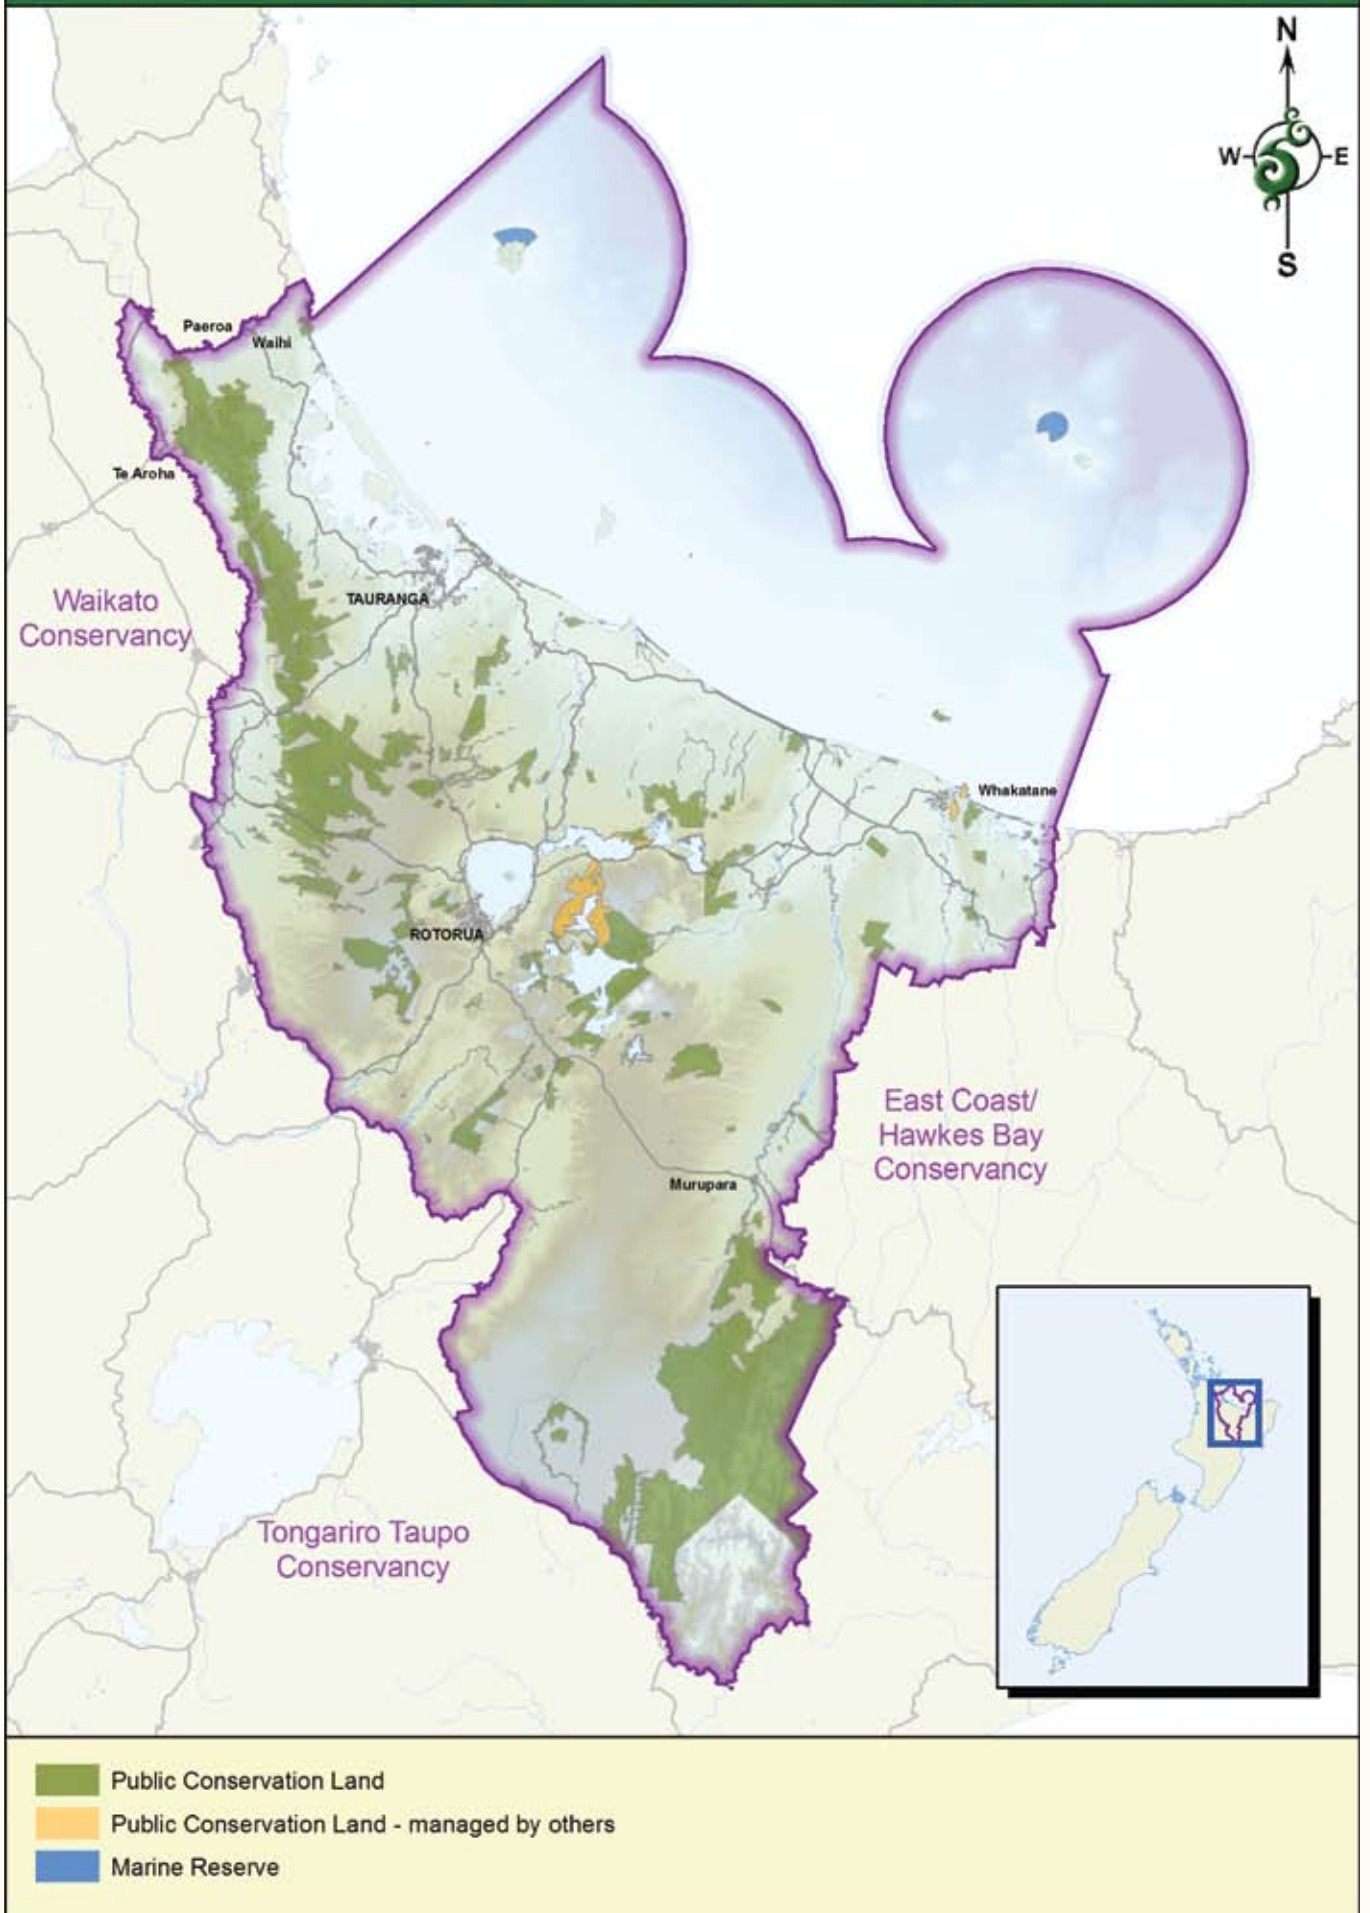 N
W
E
S
Paeroa
Waihi
Te Aroha
Waikato
Conservancy
TAURANGA
Whakatane
ROTORUA
East Coast/
Hawkes Bay
Conservancy
Murupara
Tongariro Taupo
Conservancy
Public Conservation Land
Public Conservation Land - managed by others
Marine Reserve